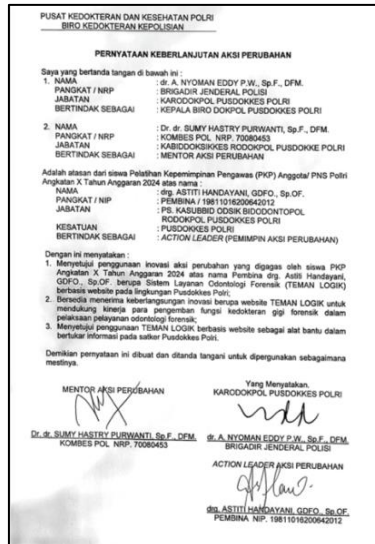 PUSAT KEDOKTERAN DAN KESEHATAN POLRI
BIRO KEDOKTERAN KEPOLISIAN
PERNYATAAN KEBERLANJUTAN AKSI PERUBAHAN
Saya yang bertanda tangan di bawah ini :
1. NAMA : dr. A. NYOMAN EDDY P.W., Sp.F., DFM.
PANGKAT / NRP : BRIGADIR JENDERAL POLISI
JABATAN : KARODOKPOL PUSDOKKES POLRI
BERTINDAK SEBAGAI : KEPALA BIRO DOKPOL PUSDOKKES POLRI
2. NAMA : Dr. dr. SUMY HASTRY PURWANTI, Sp.F., DFM.
PANGKAT / NRP : KOMBES POL NRP. 70080453
JABATAN : KABIDDOKSIKKES RODOKPOL PUSDOKKE POLRI
BERTINDAK SEBAGAI : MENTOR AKSI PERUBAHAN
Adalah atasan dari siswa Pelatihan Kepemimpinan Pengawas (PKP) Anggota/ PNS Polri
Angkatan X Tahun Anggaran 2024 atas nama :
NAMA : drg. ASTITI HANDAYANI, GDFO., Sp.OF.
PANGKAT / NIP : PEMBINA / 19811016200642012
JABATAN : PS. KASUBBID ODSIK BIDODONTOPOL
RODOKPOL PUSDOKKES POLRI
KESATUAN : PUSDOKKES POLRI
BERTINDAK SEBAGAI : ACTION LEADER (PEMIMPIN AKSI PERUBAHAN)
Dengan ini menyatakan :
1. Menyetujui penggunaan inovasi aksi perubahan yang digagas oleh siswa PKP
Angkatan X Tahun Anggaran 2024 atas nama Pembina drg. Astiti Handayani,
GDFO., Sp.OF. berupa Sistem Layanan Odontologi Forensik (TEMAN LOGIK)
berbasis website pada lingkungan Pusdokkes Polri;
2. Bersedia menerima keberlangsungan inovasi berupa website TEMAN LOGIK untuk
mendukung kinerja para pengemban fungsi kedokteran gigi forensik dalam
pelaksaan pelayanan odontologi forensik;
3. Menyetujui penggunaan TEMAN LOGIK berbasis website sebagai alat bantu dalam
bertukar informasi pada satker Pusdokkes Polri.
Demikian pernyataan ini dibuat dan ditanda tangani untuk dipergunakan sebagaimana
mestinya.
MENTOR AKSI PERUBAHAN
Dr. dr. SUMY HASTRY PURWANTI, Sp.F., DFM.
KOMBES POL NRP. 70080453
Yang Menyatakan,
KARODOKPOL PUSDOKKES POLRI
dr. A. NYOMAN EDDY P.W., Sp.F., DFM.
BRIGADIR JENDERAL POLISI
ACTION LEADER AKSI PERUBAHAN
drg. ASTITI HANDAYANI, GDFO., Sp.OF.
PEMBINA NIP. 19811016200642012